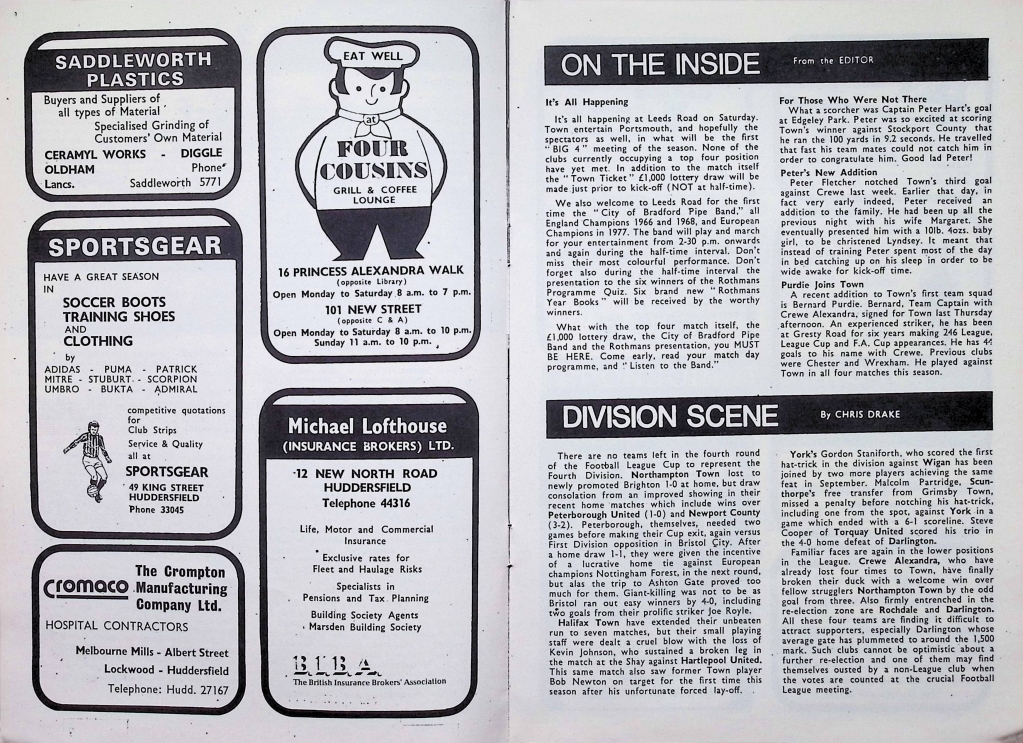 SADDLEWORTH
PLASTICS
Buyers and Suppliers of
all types of Material
Specialised Grinding of
Customers' Own Material
CERAMYL WORKS - DIGGLE
OLDHAM Phone
Lancs. Saddleworth 5771
SPORTSGEAR
HAVE A GREAT SEASON
IN
SOCCER BOOTS
TRAINING SHOES
AND
CLOTHING
by
ADIDAS - PUMA - PATRICK
MITRE - STUBURT - SCORPION
UMBRO - BUKTA - ADMIRAL
competitive quotations
for
Club Strips
Service & Quality
all at
SPORTSGEAR
49 KING STREET
HUDDERSFIELD
Phone 33045
cromaco The Crompton
Manufacturing
Company Ltd.
HOSPITAL CONTRACTORS
Melbourne Mills - Albert Street
Lockwood - Huddersfield
Telephone: Hudd. 27167
EAT WELL
at
FOUR
COUSINS
GRILL & COFFEE
LOUNGE
16 PRINCESS ALEXANDRA WALK
(opposite Library)
Open Monday to Saturday 8 a.m. to 7 p.m.
101 NEW STREET
(opposite C & A)
Open Monday to Saturday 8 a.m. to 10 p.m.
Sunday 11 a.m. to 10 p.m.
Michael Lofthouse
(INSURANCE BROKERS) LTD.
12 NEW NORTH ROAD
HUDDERSFIELD
Telephone 44316
Life, Motor and Commercial
Insurance
Exclusive rates for
Fleet and Haulage Risks
Specialists in
Pensions and Tax Planning
Building Society Agents
Marsden Building Society
B.I.B.A.
The British Insurance Brokers' Association
ON THE INSIDE From the EDITOR
It's All Happening
It's all happening at Leeds Road on Saturday.
Town entertain Portsmouth, and hopefully the
spectators as well, in what will be the first
"BIG 4" meeting of the season. None of the
clubs currently occupying a top four position
have yet met. In addition to the match itself
the "Town Ticket" £1,000 lottery draw will be
made just prior to kick-off (NOT at half-time).
We also welcome to Leeds Road for the first
time the "City of Bradford Pipe Band," all
England Champions 1966 and 1968, and European
Champions in 1977. The band will play and march
for your entertainment from 2-30 p.m. onwards
and again during the half-time interval. Don't
miss their most colourful performance. Don't
forget also during the half-time interval the
presentation to the six winners of the Rothmans
Programme Quiz. Six brand new "Rothmans
Year Books" will be received by the worthy
winners.
What with the top four match itself, the
£1,000 lottery draw, the City of Bradford Pipe
Band and the Rothmans presentation, you MUST
BE HERE. Come early, read your match day
programme, and "Listen to the Band."
For Those Who Were Not There
What a scorcher was Captain Peter Hart's goal
at Edgeley Park. Peter was so excited at scoring
Town's winner against Stockport County that
he ran the 100 yards in 9.2 seconds. He travelled
that fast his team mates could not catch him in
order to congratulate him. Good lad Peter!
Peter's New Addition
Peter Fletcher notched Town's third goal
against Crewe last week. Earlier that day, in
fact very early indeed, Peter received an
addition to the family. He had been up all the
previous night with his wife Margaret. She
eventually presented him with a 10lb. 4ozs. baby
girl, to be christened Lyndsey. It meant that
instead of training Peter spent most of the day
in bed catching up on his sleep in order to be
wide awake for kick-off time.
Purdie Joins Town
A recent addition to Town's first team squad
is Bernard Purdie. Bernard, Team Captain with
Crewe Alexandra, signed for Town last Thursday
afternoon. An experienced striker, he has been
at Gresty Road for six years making 246 League,
League Cup and F.A. Cup appearances. He has 44
goals to his name with Crewe. Previous clubs
were Chester and Wrexham. He played against
Town in all four matches this season.
DIVISION SCENE By CHRIS DRAKE
There are no teams left in the fourth round
of the Football League Cup to represent the
Fourth Division. Northampton Town lost to
newly promoted Brighton 1-0 at home, but draw
consolation from an improved showing in their
recent home matches which include wins over
Peterborough United (1-0) and Newport County
(3-2). Peterborough, themselves, needed two
games before making their Cup exit, again versus
First Division opposition in Bristol City. After
a home draw 1-1, they were given the incentive
of a lucrative home tie against European
champions Nottingham Forest, in the next round,
but alas the trip to Ashton Gate proved too
much for them. Giant-killing was not to be as
Bristol ran out easy winners by 4-0, including
two goals from their prolific striker Joe Royle.
Halifax Town have extended their unbeaten
run to seven matches, but their small playing
staff were dealt a cruel blow with the loss of
Kevin Johnson, who sustained a broken leg in
the match at the Shay against Hartlepool United.
This same match also saw former Town player
Bob Newton on target for the first time this
season after his unfortunate forced lay-off.
York's Gordon Staniforth, who scored the first
hat-trick in the division against Wigan has been
joined by two more players achieving the same
feat in September. Malcolm Partridge, Scun-
thorpe's free transfer from Grimsby Town,
missed a penalty before notching his hat-trick,
including one from the spot, against York in a
game which ended with a 6-1 scoreline. Steve
Cooper of Torquay United scored his trio in
the 4-0 home defeat of Darlington.
Familiar faces are again in the lower positions
in the League. Crewe Alexandra, who have
already lost four times to Town, have finally
broken their duck with a welcome win over
fellow strugglers Northampton Town by the odd
goal from three. Also firmly entrenched in the
re-election zone are Rochdale and Darlington.
All these four teams are finding it difficult to
attract supporters, especially Darlington whose
average gate has plummeted to around the 1,500
mark. Such clubs cannot be optimistic about a
further re-election and one of them may find
themselves ousted by a non-League club when
the votes are counted at the crucial Football
League meeting.